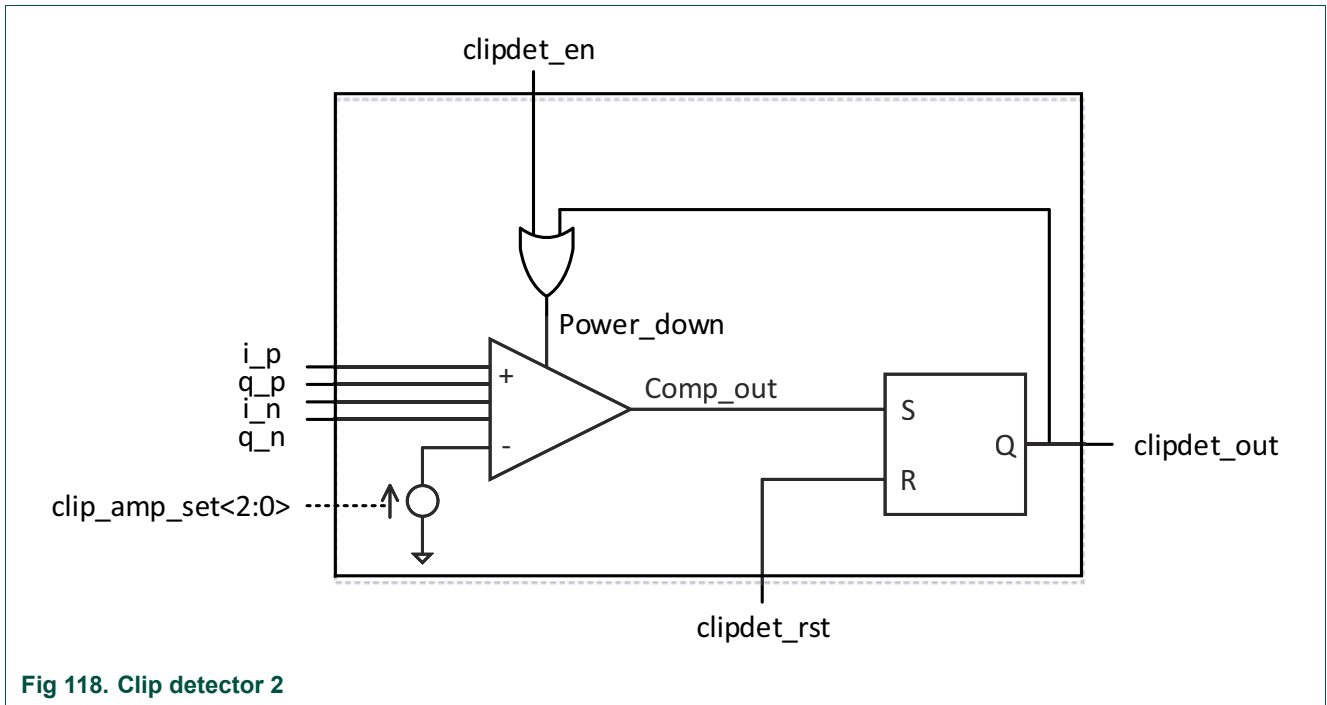 clipdet_en
Power_down
i_p
q_p
i_n
q_n
+
-
Comp_out
S
R
Q
clipdet_out
clip_amp_set<2:0>
clipdet_rst
Fig 118. Clip detector 2